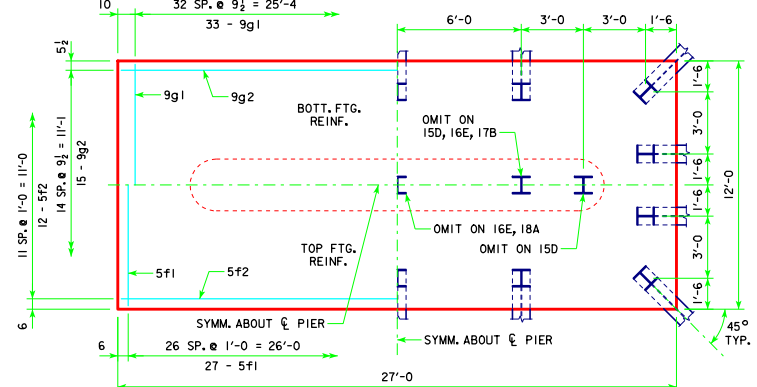 10
32 SP. @ 9½ = 25'-4
33 - 9g1
6'-0
3'-0
3'-0
1'-6
5½
9g1
9g2
BOTT. FTG.
REINF.
OMIT ON
15D, 16E, 17B
1'-6
3'-0
1'-6
12'-0
1'-6
3'-0
1'-6
11 SP. @ 1'-0 = 11'-0
12 - 5f2
14 SP. @ 9½ = 11'-1
15 - 9g2
OMIT ON 16E, 18A
OMIT ON 15D
TOP FTG.
REINF.
5f1
5f2
6
SYMM. ABOUT ℄ PIER
SYMM. ABOUT ℄ PIER
45°
TYP.
6
26 SP. @ 1'-0 = 26'-0
27 - 5f1
27'-0